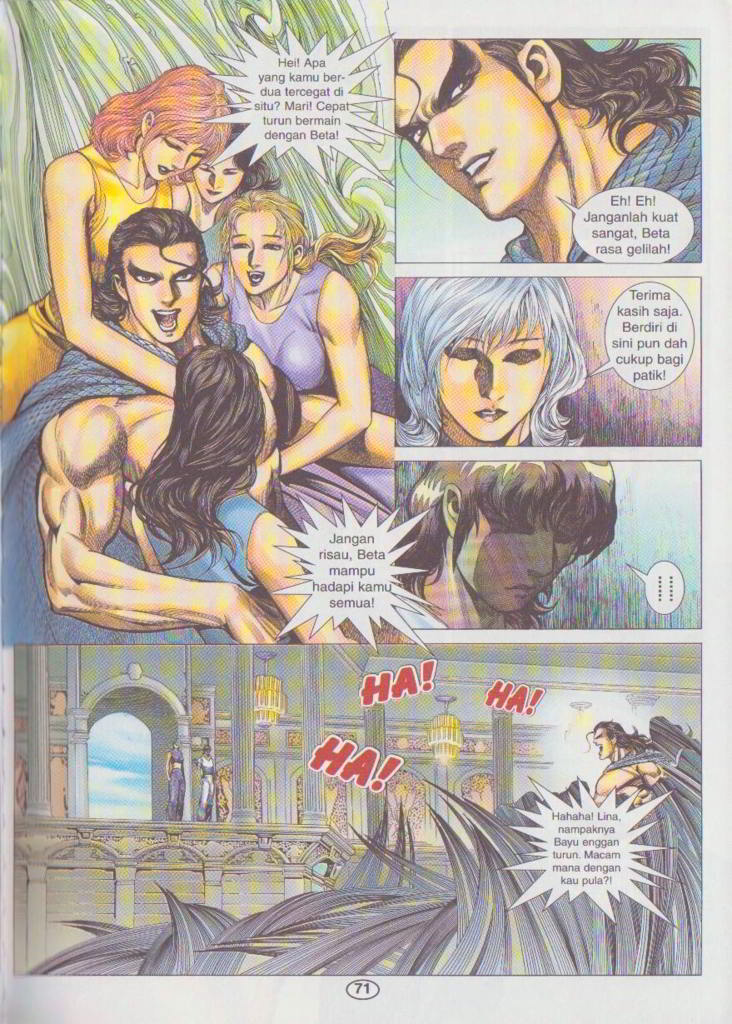 Hei! Apa
yang kamu ber-
dua tercegat di
situ? Mari! Cepat
turun bermain
dengan Beta!
Eh! Eh!
Janganlah kuat
sangat, Beta
rasa gelilah!
Terima
kasih saja.
Berdiri di
sini pun dah
cukup bagi
patik!
Jangan
risau, Beta
mampu
hadapi kamu
semua!
HA!
HA!
HA!
Hahaha! Lina,
nampaknya
Bayu enggan
turun. Macam
mana dengan
kau pula?!
71